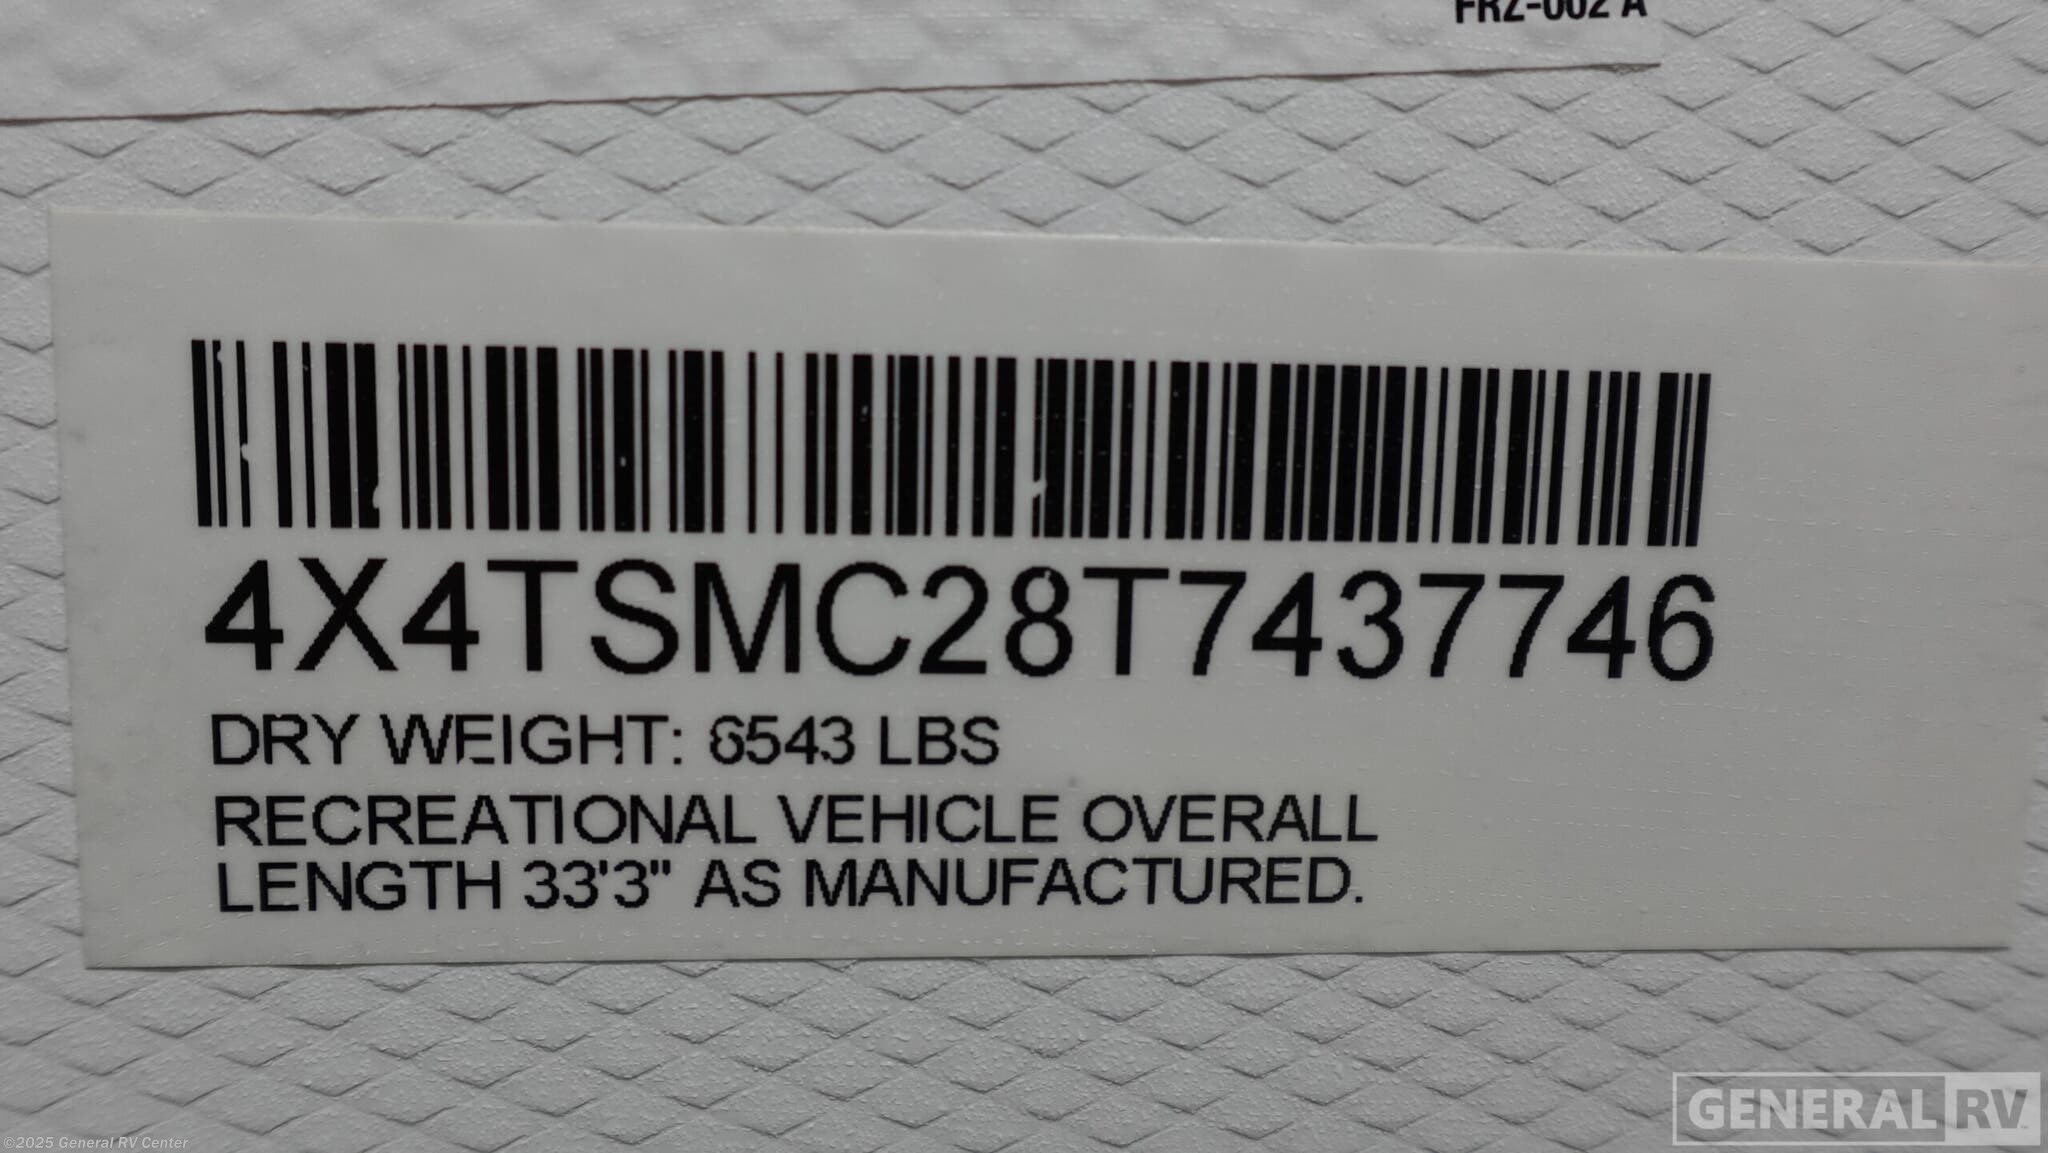 FRZ-002 A
4X4TSMC28T7437746
DRY WEIGHT: 6543 LBS
RECREATIONAL VEHICLE OVERALL
LENGTH 33'3" AS MANUFACTURED.
GENERAL RV
©2025 General RV Center